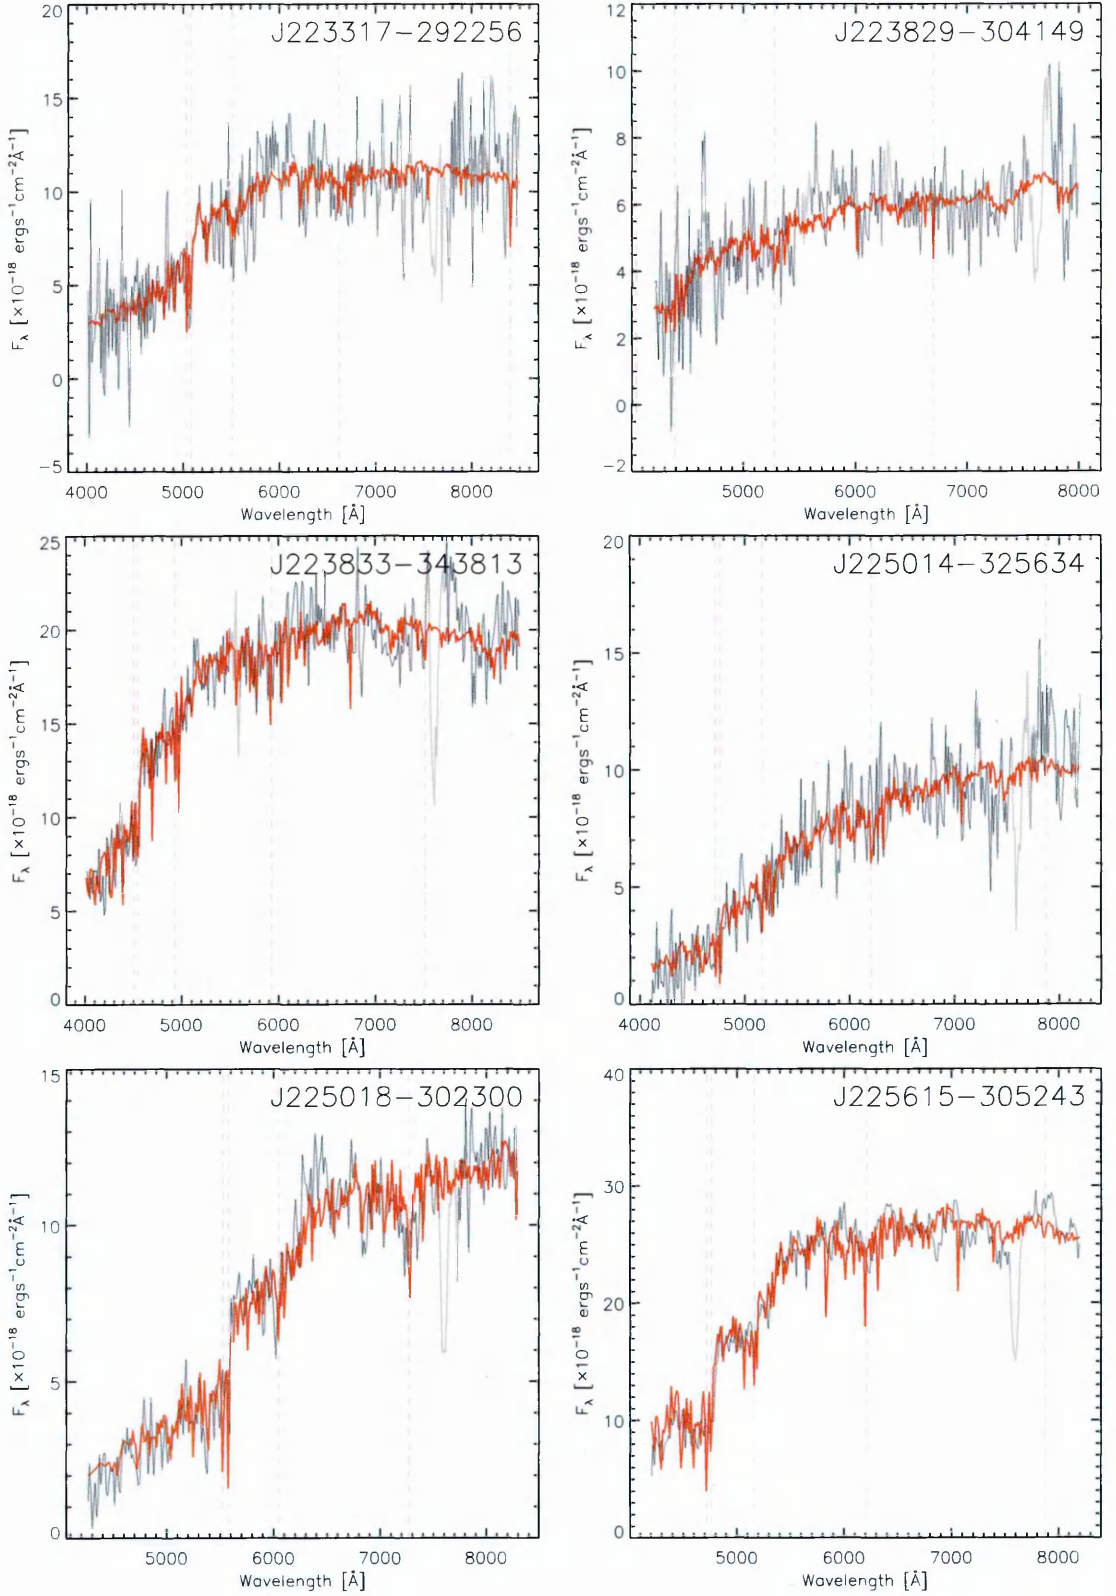 J223317-292256
20
15
10
5
0
-5
F_λ [×10⁻¹⁸ ergs⁻¹cm⁻²Å⁻¹]
4000 5000 6000 7000 8000
Wavelength [Å]
J223829-304149
12
10
8
6
4
2
0
-2
F_λ [×10⁻¹⁸ ergs⁻¹cm⁻²Å⁻¹]
5000 6000 7000 8000
Wavelength [Å]
J223833-343813
25
20
15
10
5
0
F_λ [×10⁻¹⁸ ergs⁻¹cm⁻²Å⁻¹]
4000 5000 6000 7000 8000
Wavelength [Å]
J225014-325634
20
15
10
5
0
F_λ [×10⁻¹⁸ ergs⁻¹cm⁻²Å⁻¹]
4000 5000 6000 7000 8000
Wavelength [Å]
J225018-302300
15
10
5
0
F_λ [×10⁻¹⁸ ergs⁻¹cm⁻²Å⁻¹]
5000 6000 7000 8000
Wavelength [Å]
J225615-305243
40
30
20
10
0
F_λ [×10⁻¹⁸ ergs⁻¹cm⁻²Å⁻¹]
5000 6000 7000 8000
Wavelength [Å]